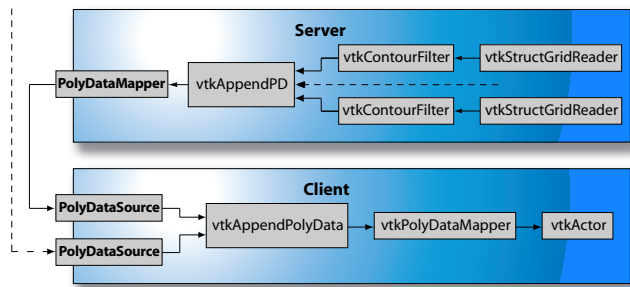 Server
vtkContourFilter
vtkStructGridReader
PolyDataMapper
vtkAppendPD
vtkContourFilter
vtkStructGridReader
Client
PolyDataSource
vtkAppendPolyData
vtkPolyDataMapper
vtkActor
PolyDataSource